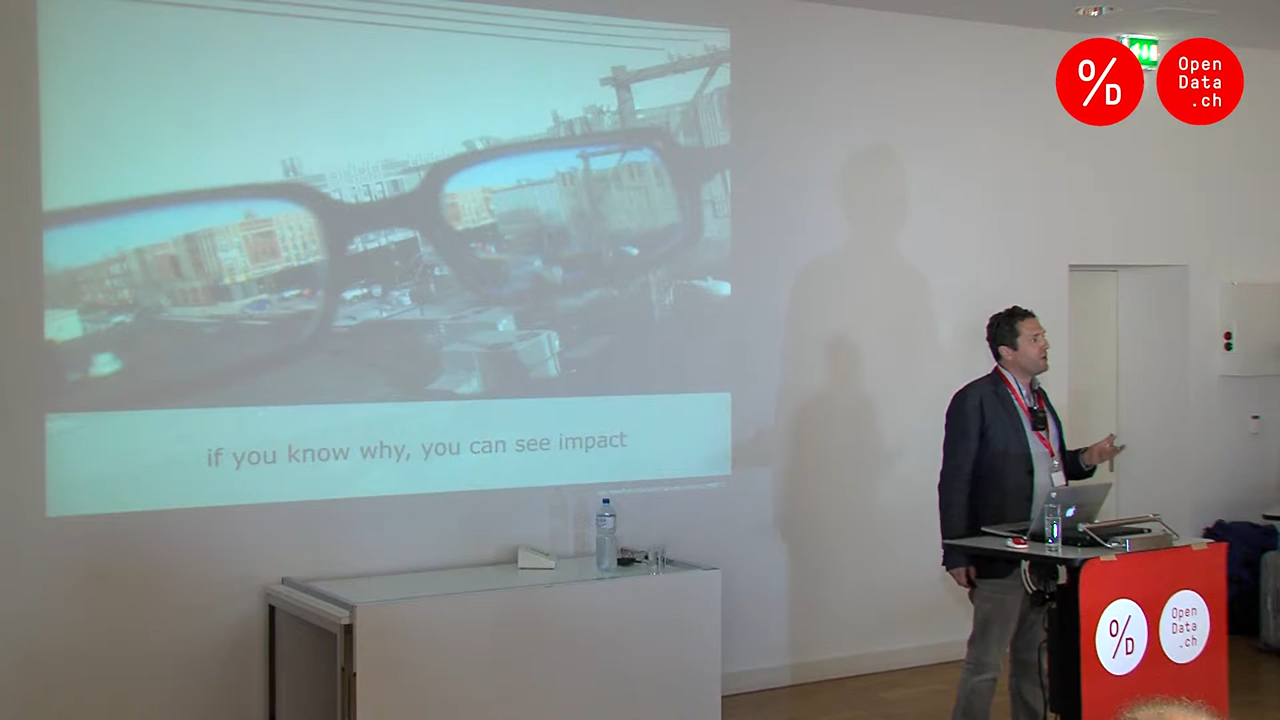 %D
Open
Data
.ch
if you know why, you can see impact
%D
Open
Data
.ch